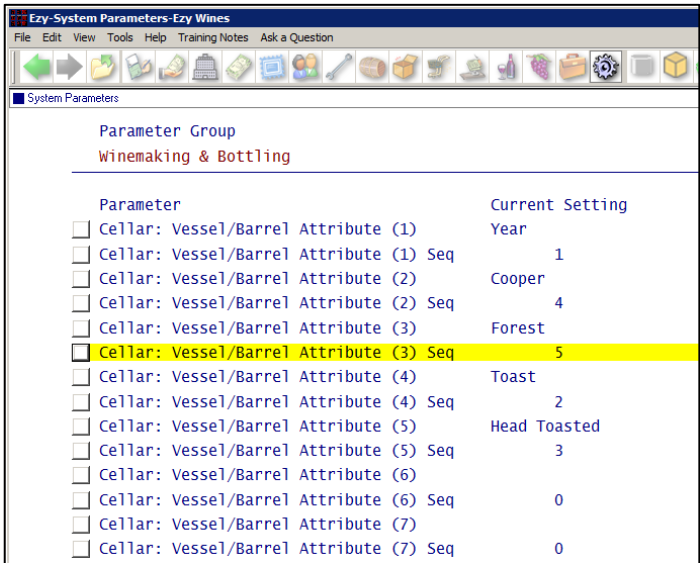 Ezy-System Parameters-Ezy Wines
File Edit View Tools Help Training Notes Ask a Question
System Parameters
Parameter Group
Winemaking & Bottling
Parameter Current Setting
Cellar: Vessel/Barrel Attribute (1) Year
Cellar: Vessel/Barrel Attribute (1) Seq 1
Cellar: Vessel/Barrel Attribute (2) Cooper
Cellar: Vessel/Barrel Attribute (2) Seq 4
Cellar: Vessel/Barrel Attribute (3) Forest
Cellar: Vessel/Barrel Attribute (3) Seq 5
Cellar: Vessel/Barrel Attribute (4) Toast
Cellar: Vessel/Barrel Attribute (4) Seq 2
Cellar: Vessel/Barrel Attribute (5) Head Toasted
Cellar: Vessel/Barrel Attribute (5) Seq 3
Cellar: Vessel/Barrel Attribute (6)
Cellar: Vessel/Barrel Attribute (6) Seq 0
Cellar: Vessel/Barrel Attribute (7)
Cellar: Vessel/Barrel Attribute (7) Seq 0